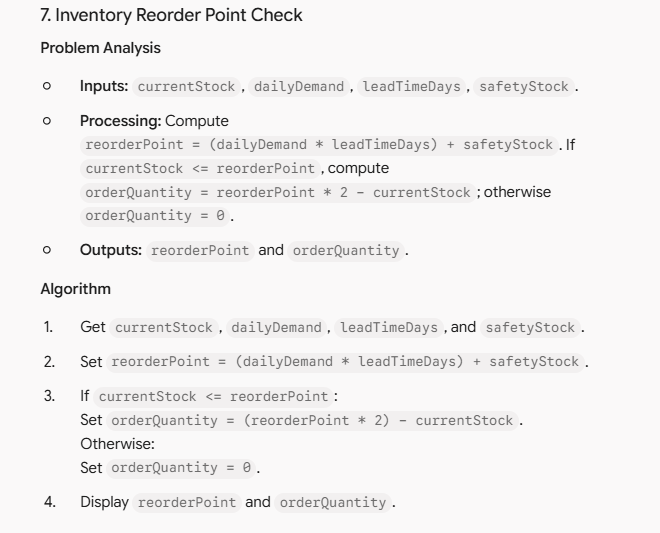 7. Inventory Reorder Point Check
Problem Analysis
Inputs: currentStock, dailyDemand, leadTimeDays, safetyStock.
Processing: Compute
reorderPoint = (dailyDemand * leadTimeDays) + safetyStock. If
currentStock <= reorderPoint, compute
orderQuantity = reorderPoint * 2 - currentStock; otherwise
orderQuantity = 0.
Outputs: reorderPoint and orderQuantity.
Algorithm
1. Get currentStock, dailyDemand, leadTimeDays, and safetyStock.
2. Set reorderPoint = (dailyDemand * leadTimeDays) + safetyStock.
3. If currentStock <= reorderPoint:
Set orderQuantity = (reorderPoint * 2) - currentStock.
Otherwise:
Set orderQuantity = 0.
4. Display reorderPoint and orderQuantity.